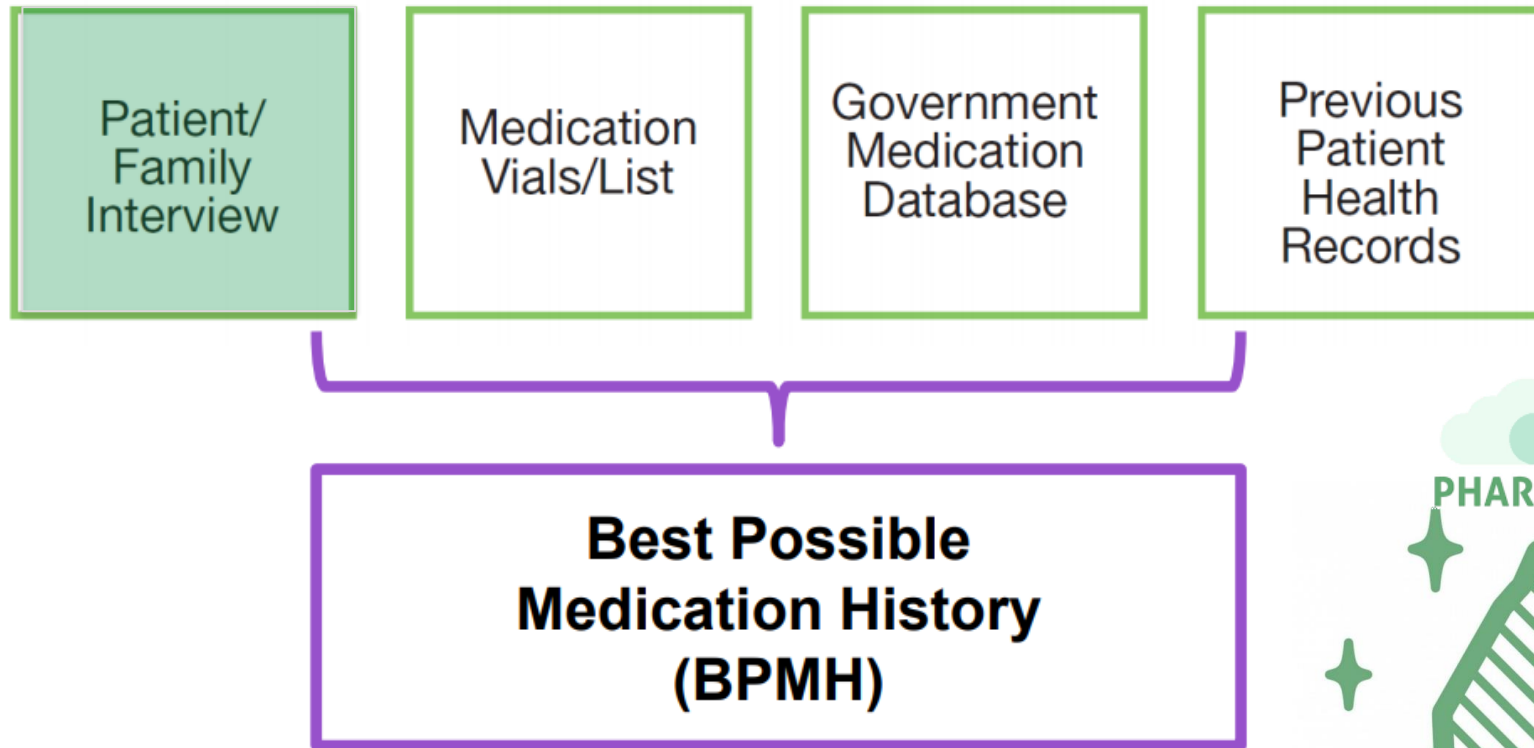 Patient/
Family
Interview
Medication
Vials/List
Government
Medication
Database
Previous
Patient
Health
Records
Best Possible
Medication History
(BPMH)
PHAR